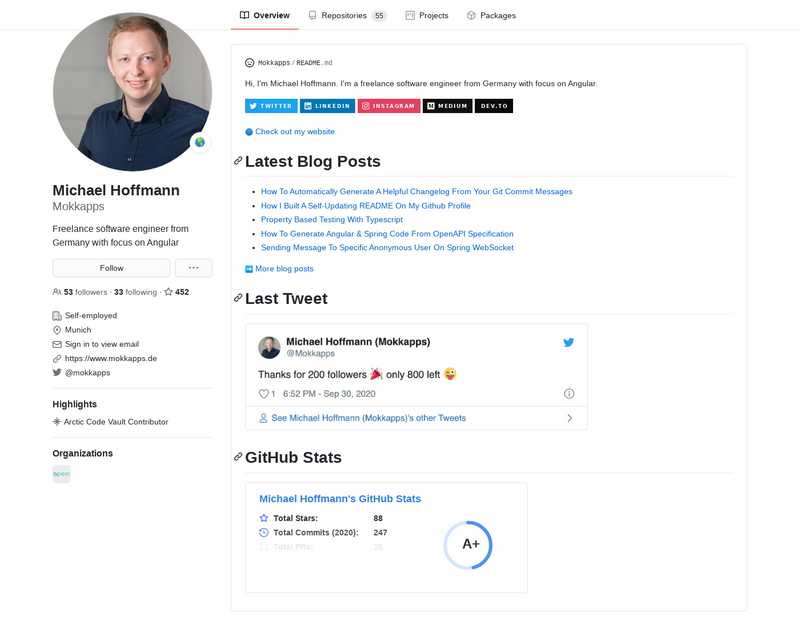 Overview
Repositories 55
Projects
Packages
Michael Hoffmann
Mokkapps
Freelance software engineer from
Germany with focus on Angular
Follow
53 followers · 33 following · 452
Self-employed
Munich
Sign in to view email
https://www.mokkapps.de
@mokkapps
Highlights
Arctic Code Vault Contributor
Organizations
Mokkapps/README.md
Hi, I'm Michael Hoffmann. I'm a freelance software engineer from Germany with focus on Angular.
TWITTER
LINKEDIN
INSTAGRAM
MEDIUM
DEV.TO
Check out my website
Latest Blog Posts
How To Automatically Generate A Helpful Changelog From Your Git Commit Messages
How I Built A Self-Updating README On My Github Profile
Property Based Testing With Typescript
How To Generate Angular & Spring Code From OpenAPI Specification
Sending Message To Specific Anonymous User On Spring WebSocket
More blog posts
Last Tweet
Michael Hoffmann (Mokkapps)
@Mokkapps
Thanks for 200 followers 🎉 only 800 left 😜
1 6:52 PM - Sep 30, 2020
See Michael Hoffmann (Mokkapps)'s other Tweets
GitHub Stats
Michael Hoffmann's GitHub Stats
Total Stars: 88
Total Commits (2020): 247
Total PRs:
A+